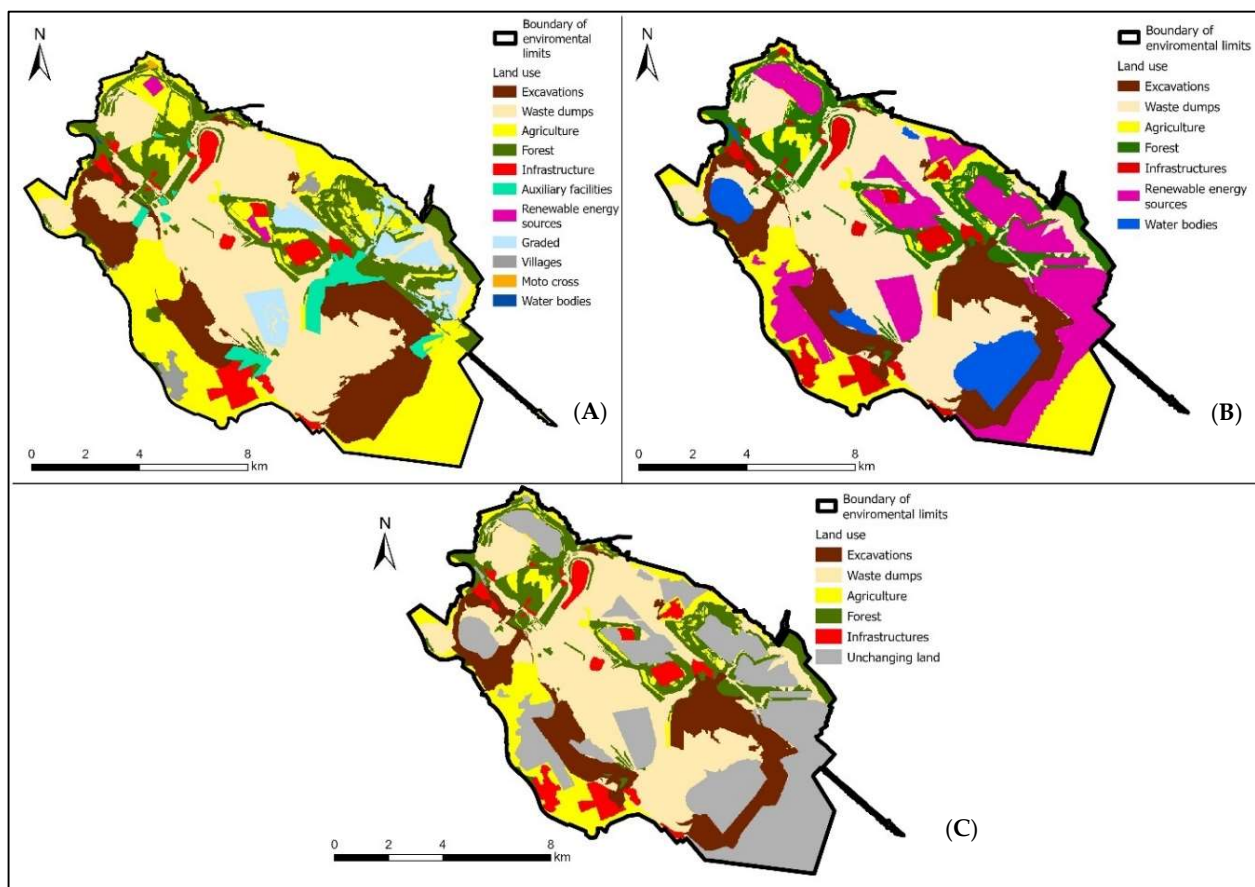 N
Boundary of
enviromental
limits
Land use
Excavations
Waste dumps
Agriculture
Forest
Infrastructure
Auxiliary facilities
Renewable energy
sources
Graded
Villages
Moto cross
Water bodies
(A)
0 4 8
km
N
Boundary of
enviromental limits
Land use
Excavations
Waste dumps
Agriculture
Forest
Infrastructures
Renewable energy
sources
Water bodies
(B)
0 4 8
km
N
Boundary of
enviromental limits
Land use
Excavations
Waste dumps
Agriculture
Forest
Infrastructures
Unchanging land
(C)
0 4 8
km